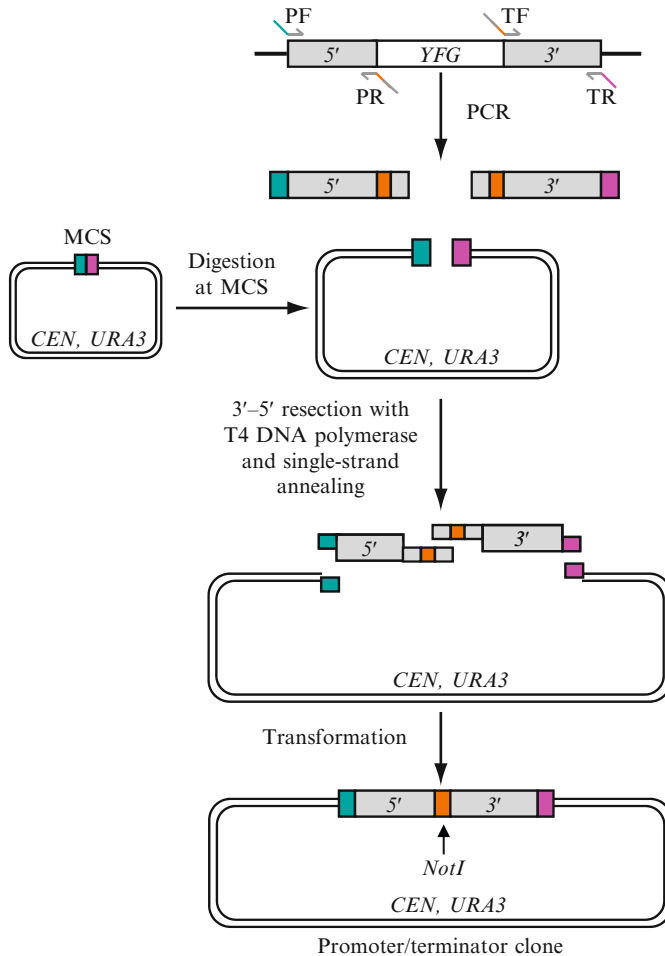 PF
TF
5′
YFG
3′
PR
TR
PCR
5′
3′
MCS
Digestion
at MCS
CEN, URA3
CEN, URA3
3′–5′ resection with
T4 DNA polymerase
and single-strand
annealing
5′
3′
CEN, URA3
Transformation
5′
3′
NotI
CEN, URA3
Promoter/terminator clone